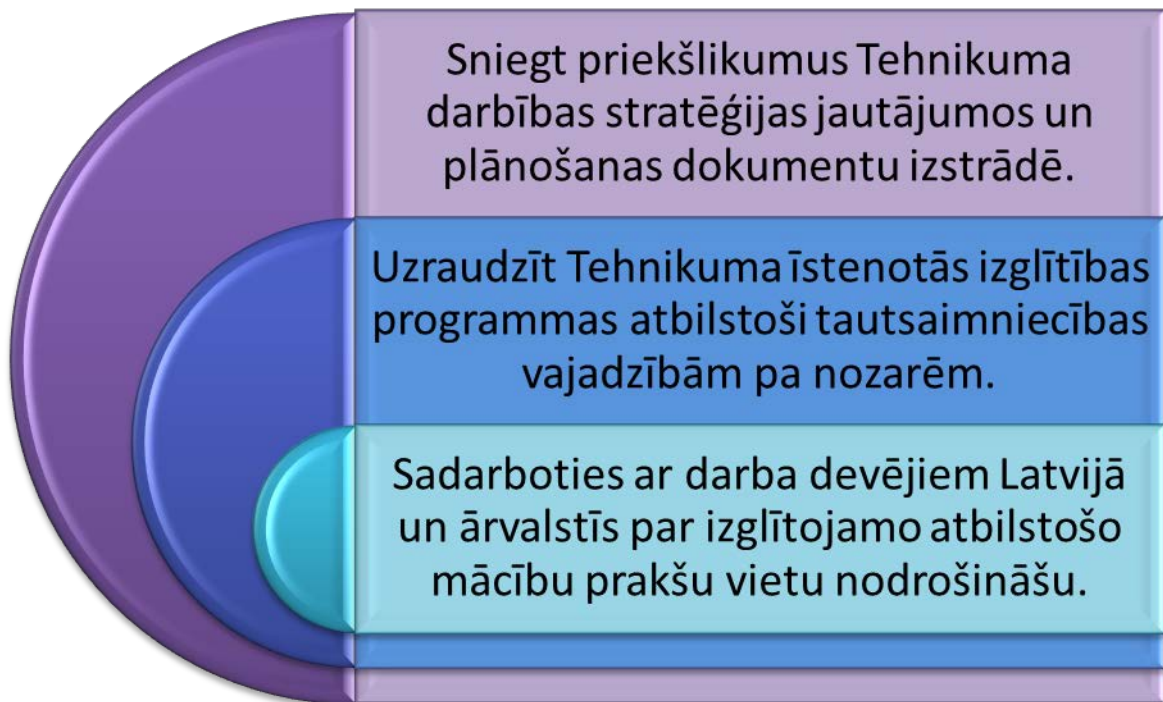 Sniegt priekšlikumus Tehnikuma
darbības stratēģijas jautājumos un
plānošanas dokumentu izstrādē.
Uzraudzīt Tehnikuma īstenotās izglītības
programmas atbilstoši tautsaimniecības
vajadzībām pa nozarēm.
Sadarboties ar darba devējiem Latvijā
un ārvalstīs par izglītojamo atbilstošo
mācību prakšu vietu nodrošināšu.